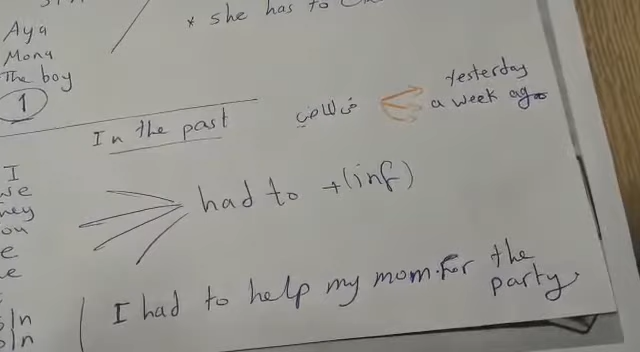 * she has to
Aya
Mona
The boy
1
In the past
في الماضي
Yesterday
a week ago
I
we
they
you
had to + (inf)
I had to help my mom for the party.